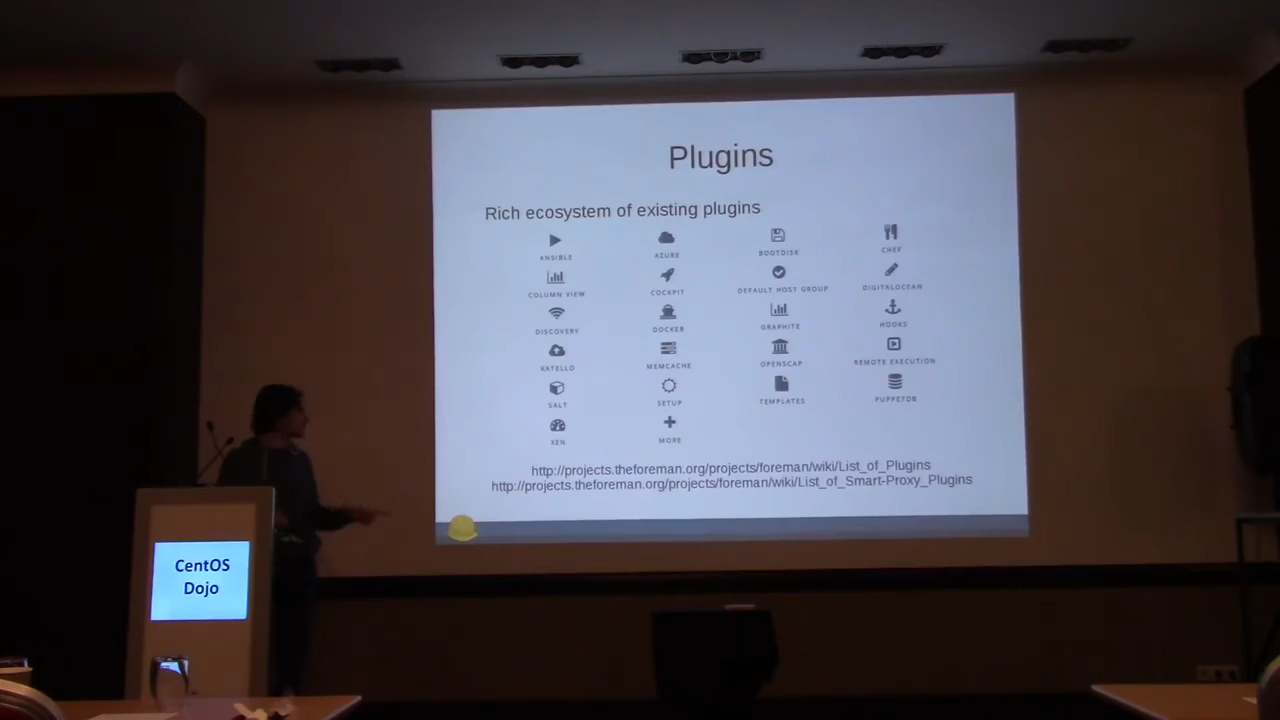 Plugins
Rich ecosystem of existing plugins
ANSIBLE AZURE BOOTDISK CHEF
COLUMN VIEW COCKPIT DEFAULT HOST GROUP DIGITALOCEAN
DISCOVERY DOCKER GRAPHITE HOOKS
KATELLO MEMCACHE OPENSCAP REMOTE EXECUTION
SALT SETUP TEMPLATES PUPPETDB
XEN MORE
http://projects.theforeman.org/projects/foreman/wiki/List_of_Plugins
http://projects.theforeman.org/projects/foreman/wiki/List_of_Smart-Proxy_Plugins
CentOS
Dojo